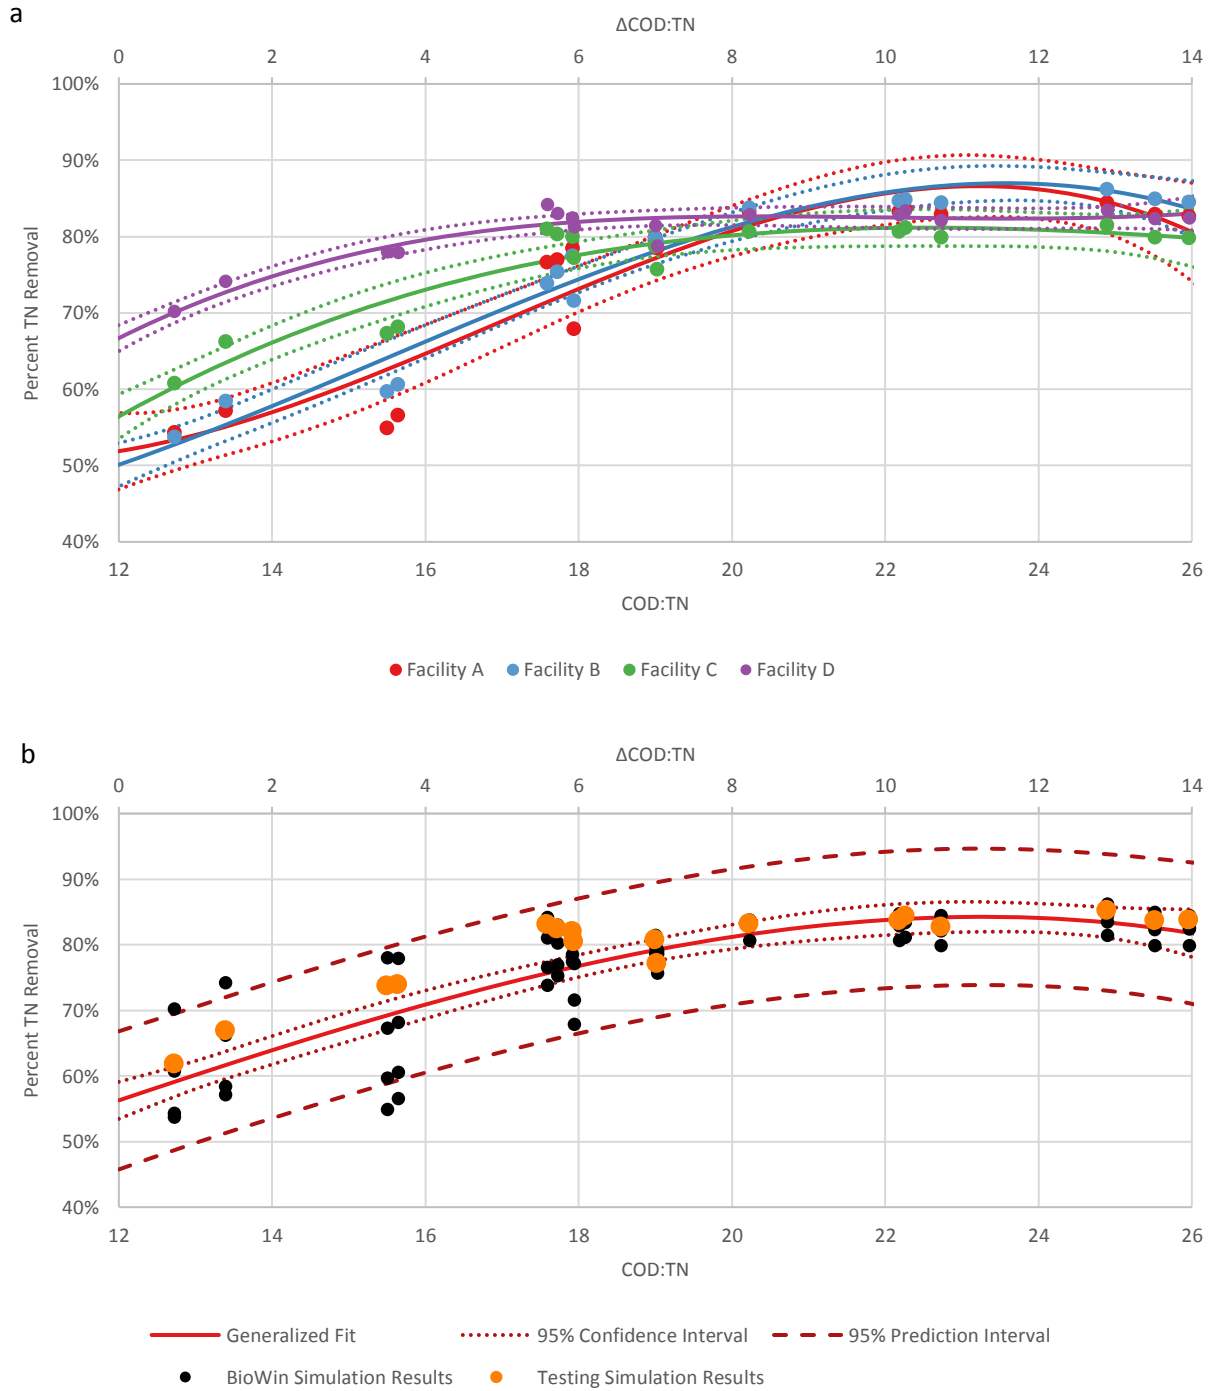 a
ΔCOD:TN
0 2 4 6 8 10 12 14
100%
90%
80%
70%
60%
50%
40%
Percent TN Removal
12 14 16 18 20 22 24 26
COD:TN
Facility A Facility B Facility C Facility D
b
ΔCOD:TN
0 2 4 6 8 10 12 14
100%
90%
80%
70%
60%
50%
40%
Percent TN Removal
12 14 16 18 20 22 24 26
COD:TN
Generalized Fit 95% Confidence Interval 95% Prediction Interval
BioWin Simulation Results Testing Simulation Results